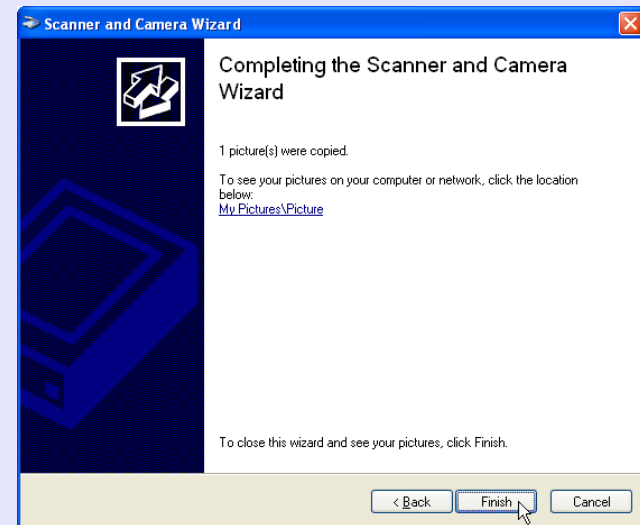 Scanner and Camera Wizard
Completing the Scanner and Camera
Wizard
1 picture(s) were copied.
To see your pictures on your computer or network, click the location
below:
My Pictures\Picture
To close this wizard and see your pictures, click Finish.
< Back Finish Cancel